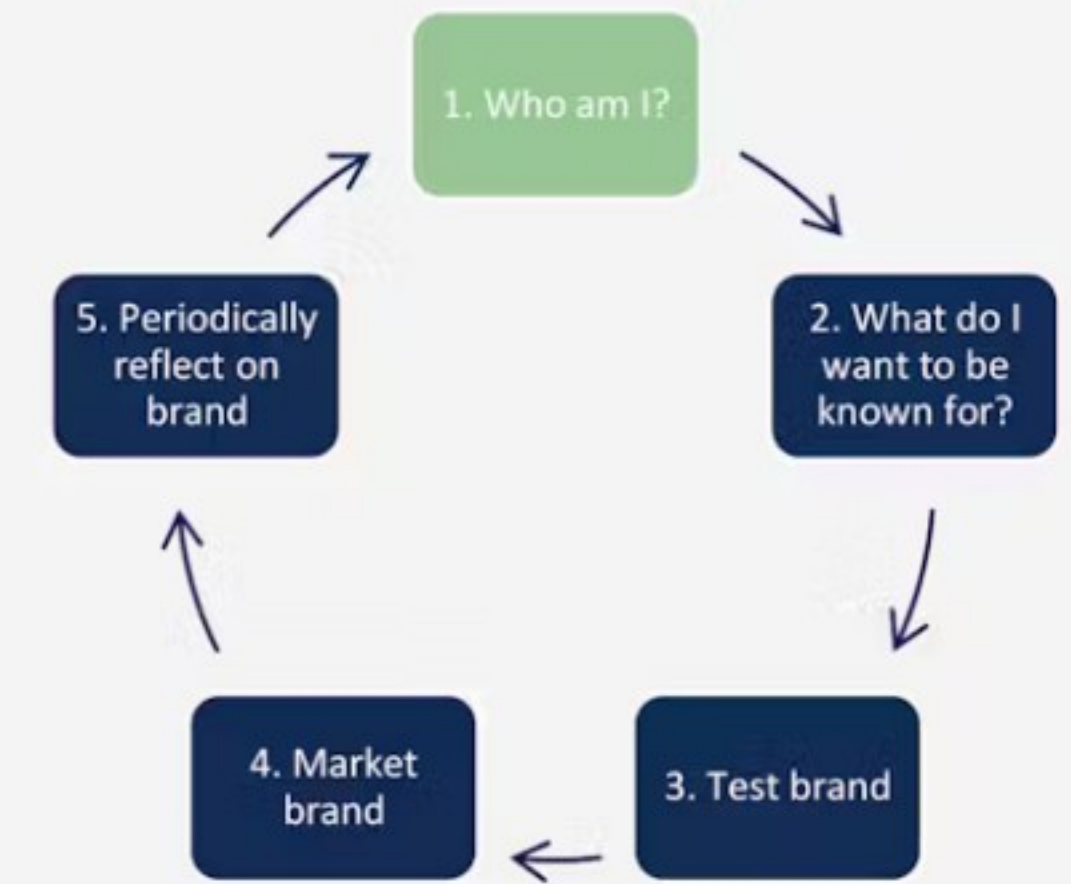 1. Who am I?
2. What do I
want to be
known for?
3. Test brand
4. Market
brand
5. Periodically
reflect on
brand